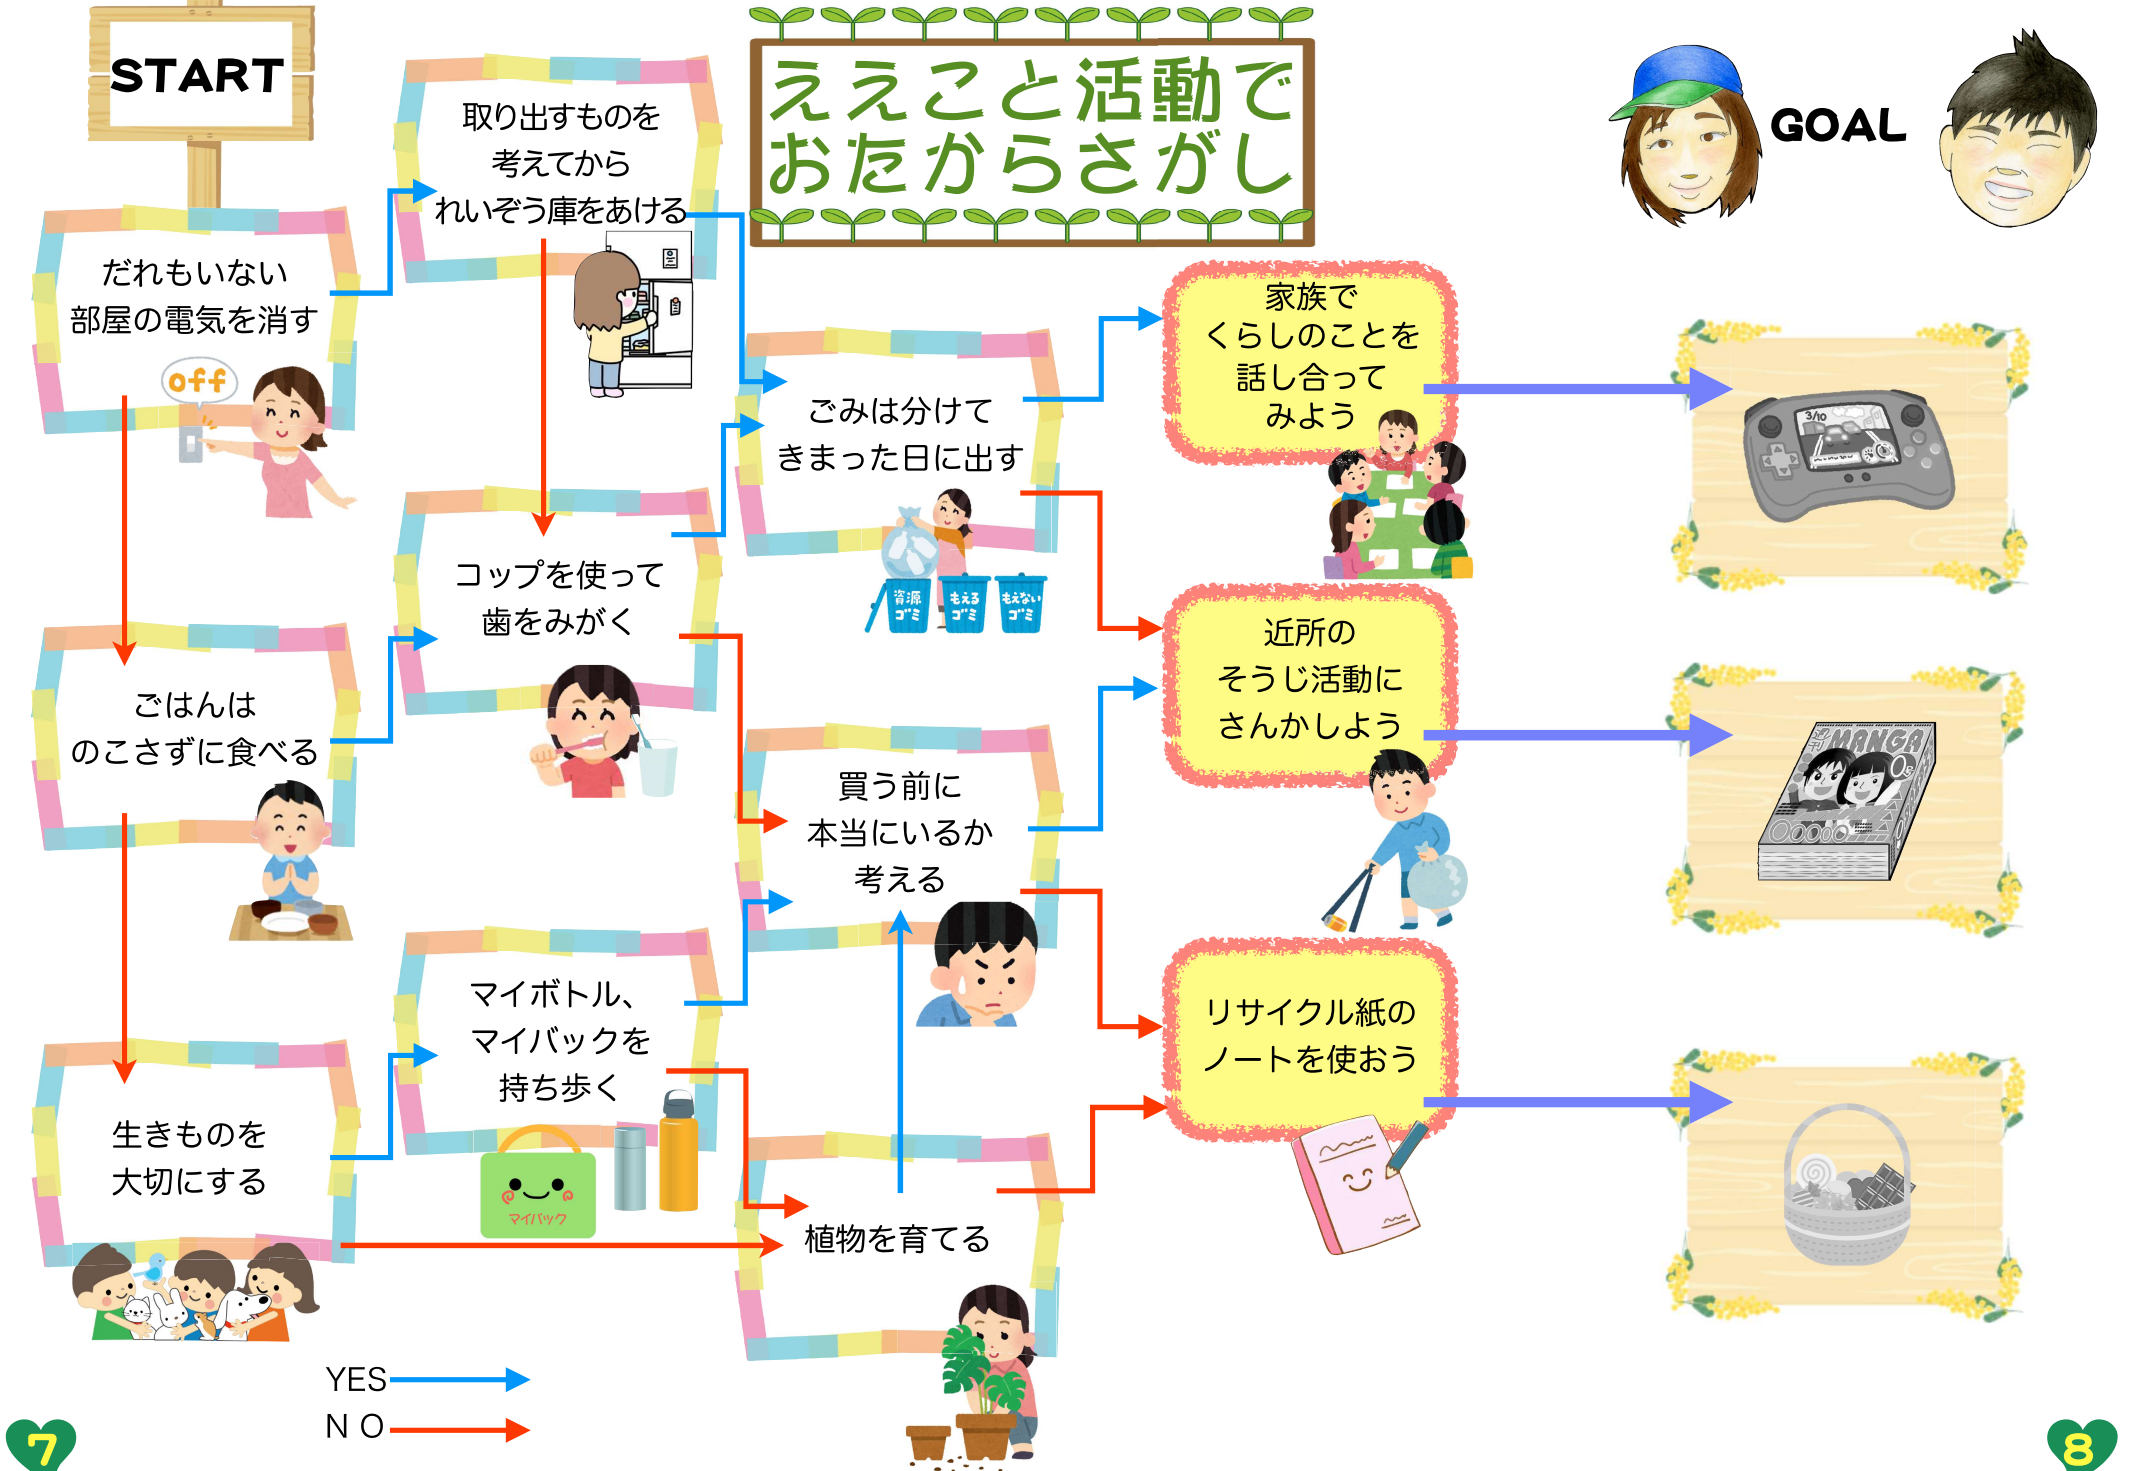 START
ええこと活動で
おたからさがし
GOAL
だれもいない
部屋の電気を消す
off
取り出すものを
考えてから
れいぞう庫をあける
ごはんは
のこさずに食べる
コップを使って
歯をみがく
生きものを
大切にする
マイボトル、
マイバックを
持ち歩く
マイバック
ごみは分けて
きまった日に出す
資源
ゴミ
もえる
ゴミ
もえない
ゴミ
買う前に
本当にいるか
考える
植物を育てる
家族で
くらしのことを
話し合って
みよう
近所の
そうじ活動に
さんかしよう
リサイクル紙の
ノートを使おう
3/10
週刊
MANGA
YES
NO
7
8